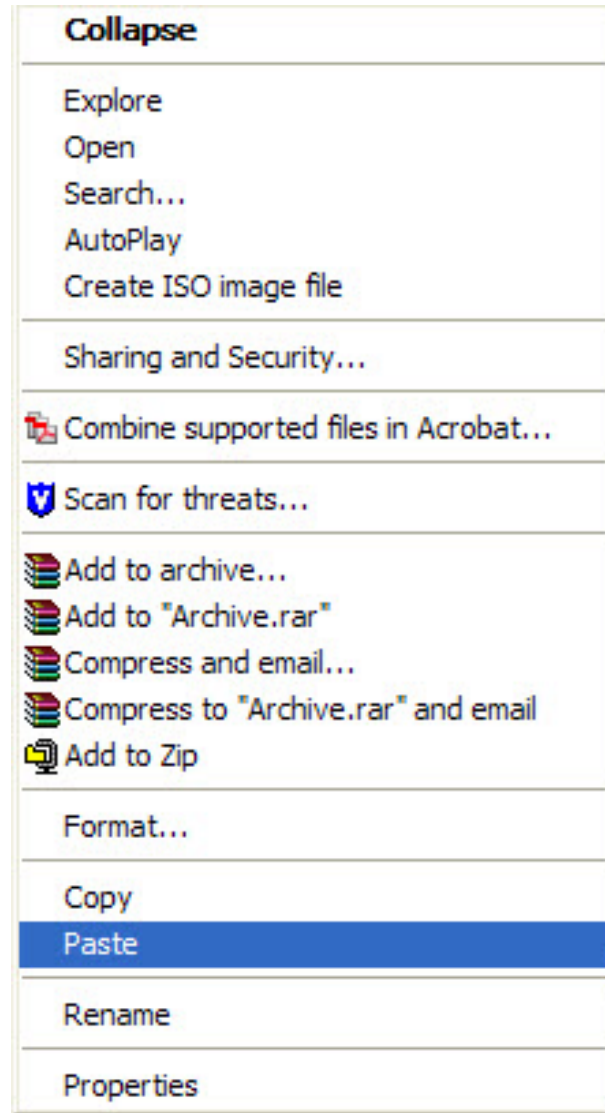 Collapse
Explore
Open
Search...
AutoPlay
Create ISO image file
Sharing and Security...
Combine supported files in Acrobat...
Scan for threats...
Add to archive...
Add to "Archive.rar"
Compress and email...
Compress to "Archive.rar" and email
Add to Zip
Format...
Copy
Paste
Rename
Properties